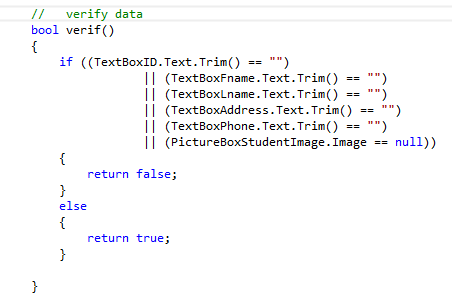 //   verify data
bool verif()
{
    if ((TextBoxID.Text.Trim() == "")
                || (TextBoxFname.Text.Trim() == "")
                || (TextBoxLname.Text.Trim() == "")
                || (TextBoxAddress.Text.Trim() == "")
                || (TextBoxPhone.Text.Trim() == "")
                || (PictureBoxStudentImage.Image == null))
    {
        return false;
    }
    else
    {
        return true;
    }

}